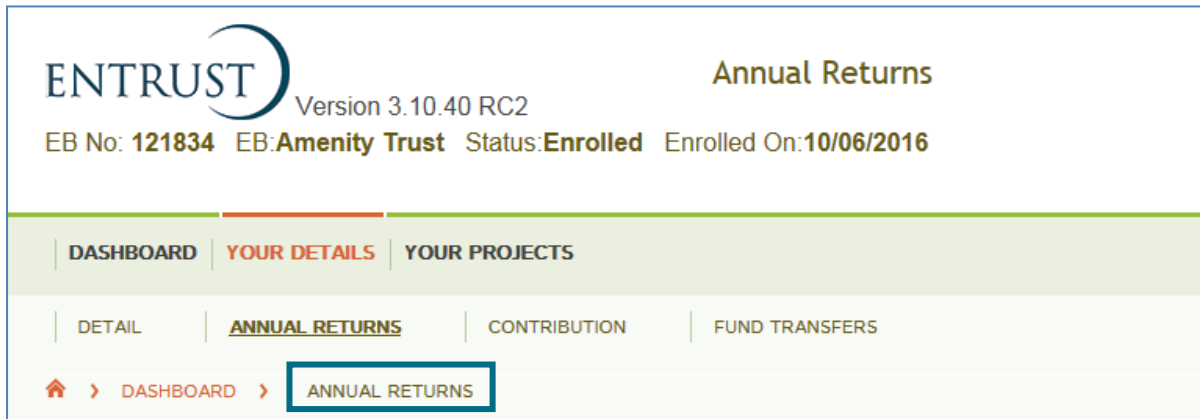 ENTRUST
Version 3.10.40 RC2
Annual Returns
EB No: 121834 EB:Amenity Trust Status:Enrolled Enrolled On:10/06/2016
DASHBOARD YOUR DETAILS YOUR PROJECTS
DETAIL ANNUAL RETURNS CONTRIBUTION FUND TRANSFERS
> DASHBOARD > ANNUAL RETURNS